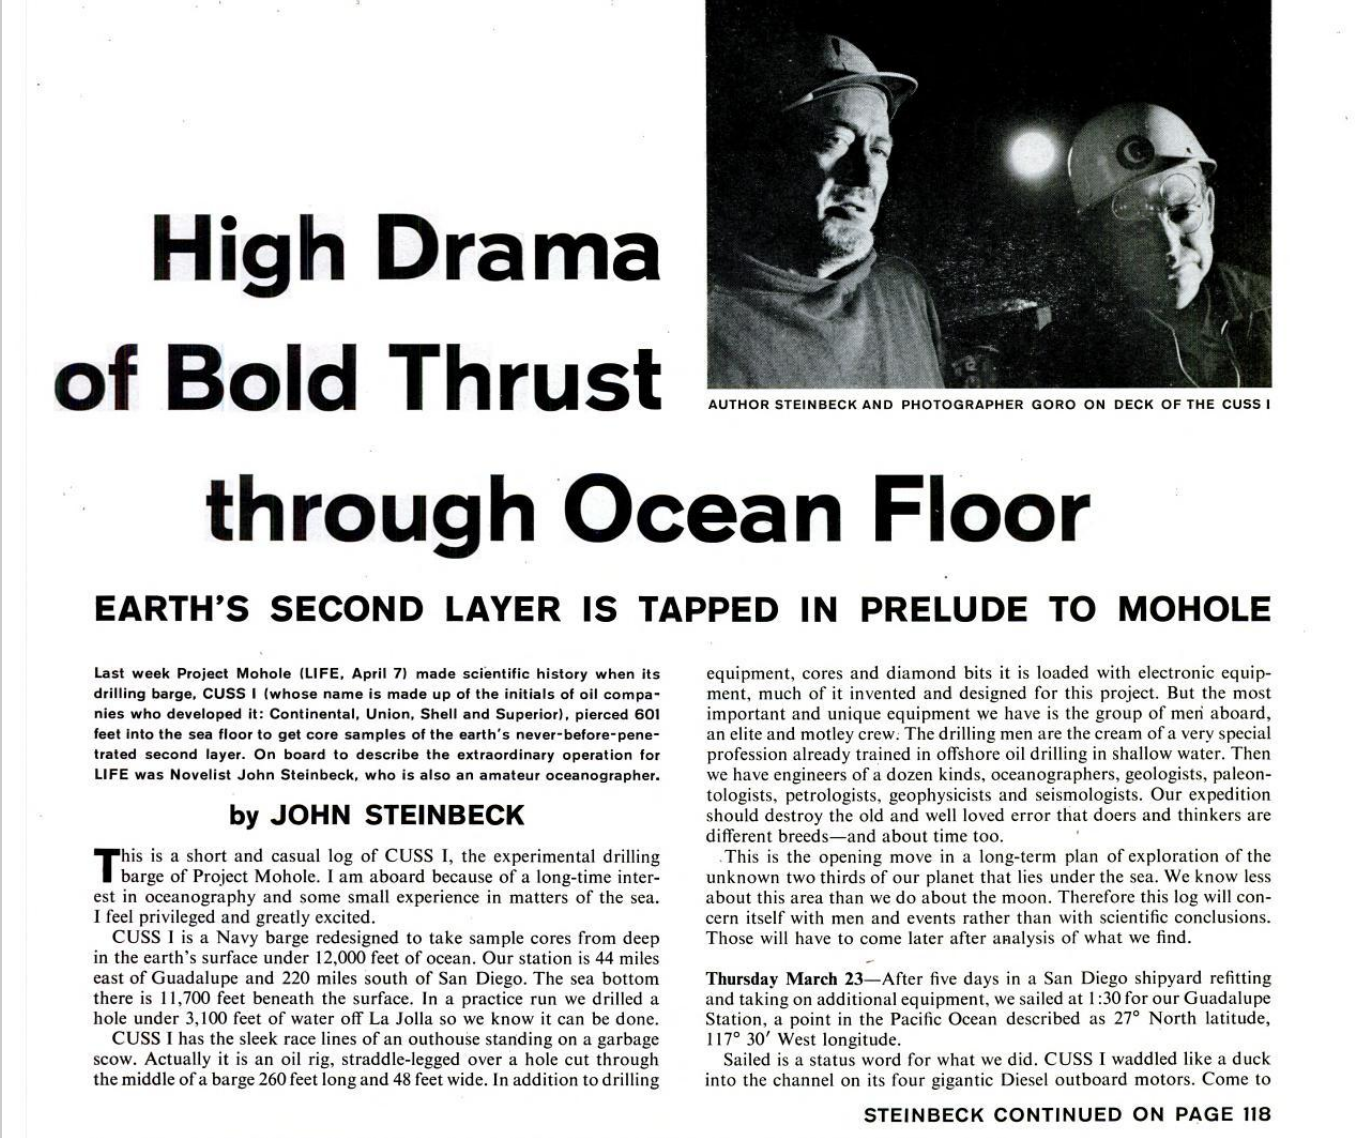 High Drama
of Bold Thrust
through Ocean Floor
AUTHOR STEINBECK AND PHOTOGRAPHER GORO ON DECK OF THE CUSS I
EARTH'S SECOND LAYER IS TAPPED IN PRELUDE TO MOHOLE
Last week Project Mohole (LIFE, April 7) made scientific history when its
drilling barge, CUSS I (whose name is made up of the initials of oil compa-
nies who developed it: Continental, Union, Shell and Superior), pierced 601
feet into the sea floor to get core samples of the earth's never-before-pene-
trated second layer. On board to describe the extraordinary operation for
LIFE was Novelist John Steinbeck, who is also an amateur oceanographer.
by JOHN STEINBECK
This is a short and casual log of CUSS I, the experimental drilling
barge of Project Mohole. I am aboard because of a long-time inter-
est in oceanography and some small experience in matters of the sea.
I feel privileged and greatly excited.
CUSS I is a Navy barge redesigned to take sample cores from deep
in the earth's surface under 12,000 feet of ocean. Our station is 44 miles
east of Guadalupe and 220 miles south of San Diego. The sea bottom
there is 11,700 feet beneath the surface. In a practice run we drilled a
hole under 3,100 feet of water off La Jolla so we know it can be done.
CUSS I has the sleek race lines of an outhouse standing on a garbage
scow. Actually it is an oil rig, straddle-legged over a hole cut through
the middle of a barge 260 feet long and 48 feet wide. In addition to drilling
equipment, cores and diamond bits it is loaded with electronic equip-
ment, much of it invented and designed for this project. But the most
important and unique equipment we have is the group of men aboard,
an elite and motley crew. The drilling men are the cream of a very special
profession already trained in offshore oil drilling in shallow water. Then
we have engineers of a dozen kinds, oceanographers, geologists, paleon-
tologists, petrologists, geophysicists and seismologists. Our expedition
should destroy the old and well loved error that doers and thinkers are
different breeds—and about time too.
This is the opening move in a long-term plan of exploration of the
unknown two thirds of our planet that lies under the sea. We know less
about this area than we do about the moon. Therefore this log will con-
cern itself with men and events rather than with scientific conclusions.
Those will have to come later after analysis of what we find.
Thursday March 23—After five days in a San Diego shipyard refitting
and taking on additional equipment, we sailed at 1:30 for our Guadalupe
Station, a point in the Pacific Ocean described as 27° North latitude,
117° 30′ West longitude.
Sailed is a status word for what we did. CUSS I waddled like a duck
into the channel on its four gigantic Diesel outboard motors. Come to
STEINBECK CONTINUED ON PAGE 118